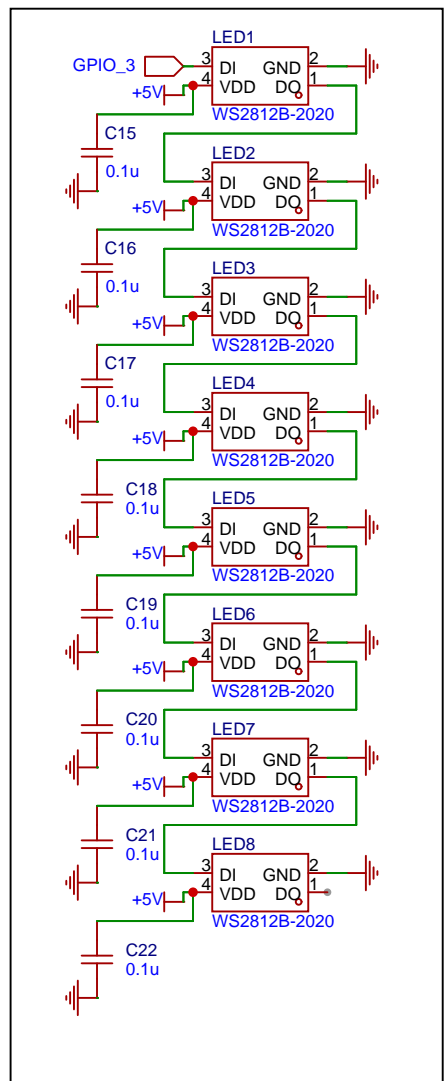 LED1
GPIO_3 3 DI GND 2
+5V 4 VDD DO 1
WS2812B-2020
C15
0.1u
LED2
3 DI GND 2
+5V 4 VDD DO 1
WS2812B-2020
C16
0.1u
LED3
3 DI GND 2
+5V 4 VDD DO 1
WS2812B-2020
C17
0.1u
LED4
3 DI GND 2
+5V 4 VDD DO 1
WS2812B-2020
C18
0.1u
LED5
3 DI GND 2
+5V 4 VDD DO 1
WS2812B-2020
C19
0.1u
LED6
3 DI GND 2
+5V 4 VDD DO 1
WS2812B-2020
C20
0.1u
LED7
3 DI GND 2
+5V 4 VDD DO 1
WS2812B-2020
C21
0.1u
LED8
3 DI GND 2
+5V 4 VDD DO 1
WS2812B-2020
C22
0.1u